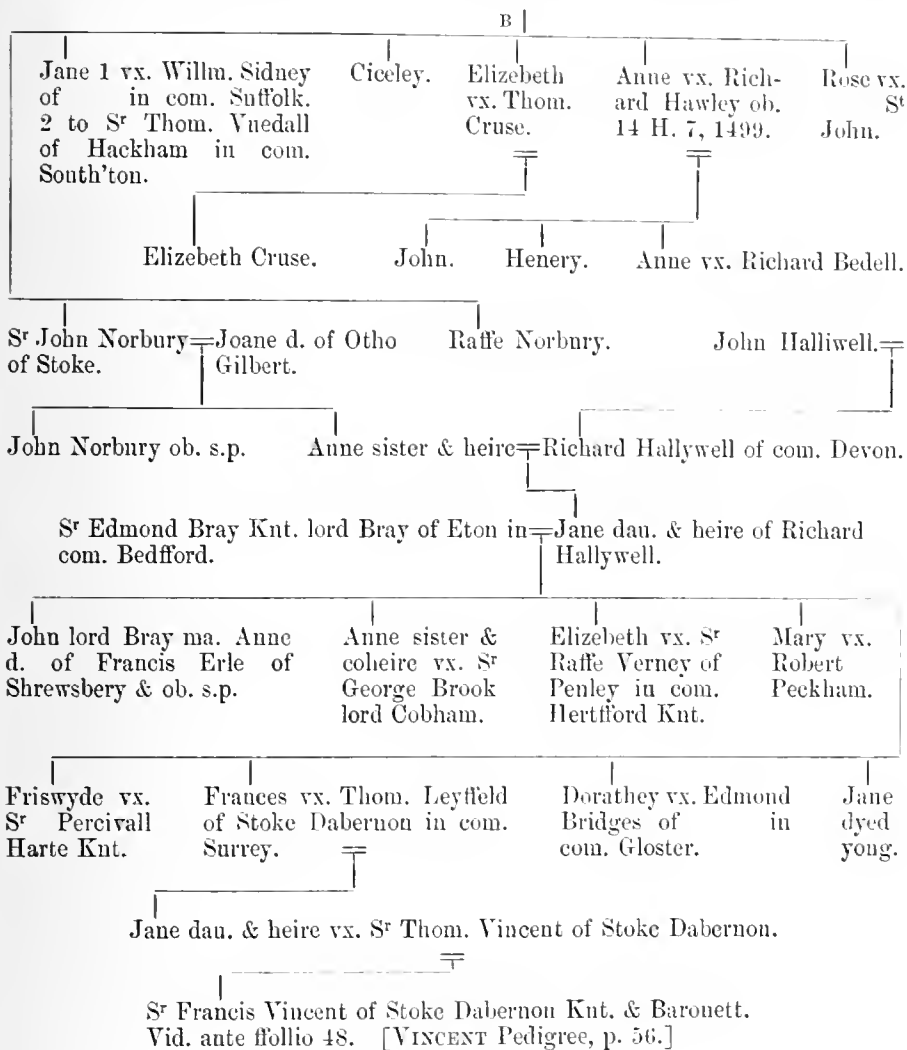 B
Jane 1 vx. Willm. Sidney
of in com. Suffolk.
2 to Sr Thom. Vnedall
of Hackham in com.
South'ton.
Ciceley.
Elizebeth
vx. Thom.
Cruse.
Anne vx. Rich-
ard Hawley ob.
14 H. 7, 1499.
Rose vx.
St
John.
Elizebeth Cruse.
John.
Henery.
Anne vx. Richard Bedell.
Sr John Norbury
of Stoke.
Joane d. of Otho
Gilbert.
Raffe Norbury.
John Halliwell.
John Norbury ob. s.p.
Anne sister & heire
Richard Hallywell of com. Devon.
Sr Edmond Bray Knt. lord Bray of Eton in
com. Bedfford.
Jane dau. & heire of Richard
Hallywell.
John lord Bray ma. Anne
d. of Francis Erle of
Shrewsbery & ob. s.p.
Anne sister &
coheire vx. Sr
George Brook
lord Cobham.
Elizebeth vx. Sr
Raffe Verney of
Penley in com.
Hertfford Knt.
Mary vx.
Robert
Peckham.
Friswyde vx.
Sr Percivall
Harte Knt.
Frances vx. Thom. Leyffeld
of Stoke Dabernon in com.
Surrey.
Dorathey vx. Edmond
Bridges of in
com. Gloster.
Jane
dyed
yong.
Jane dau. & heire vx. Sr Thom. Vincent of Stoke Dabernon.
Sr Francis Vincent of Stoke Dabernon Knt. & Baronett.
Vid. ante ffollio 48. [VINCENT Pedigree, p. 56.]